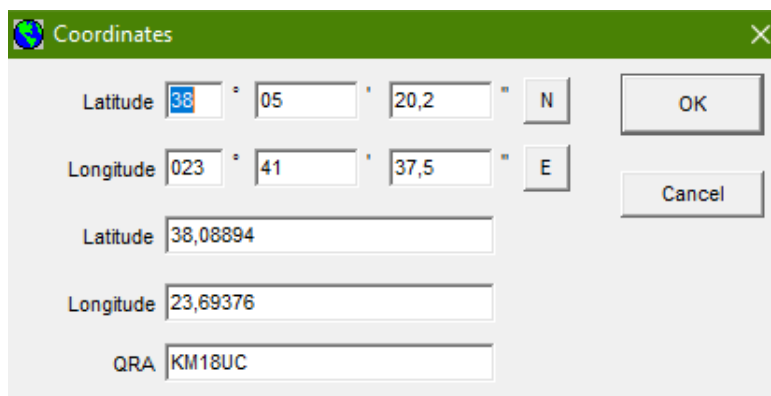 Coordinates
Latitude 38 ° 05 ' 20,2 " N OK
Longitude 023 ° 41 ' 37,5 " E
Cancel
Latitude 38,08894
Longitude 23,69376
QRA KM18UC